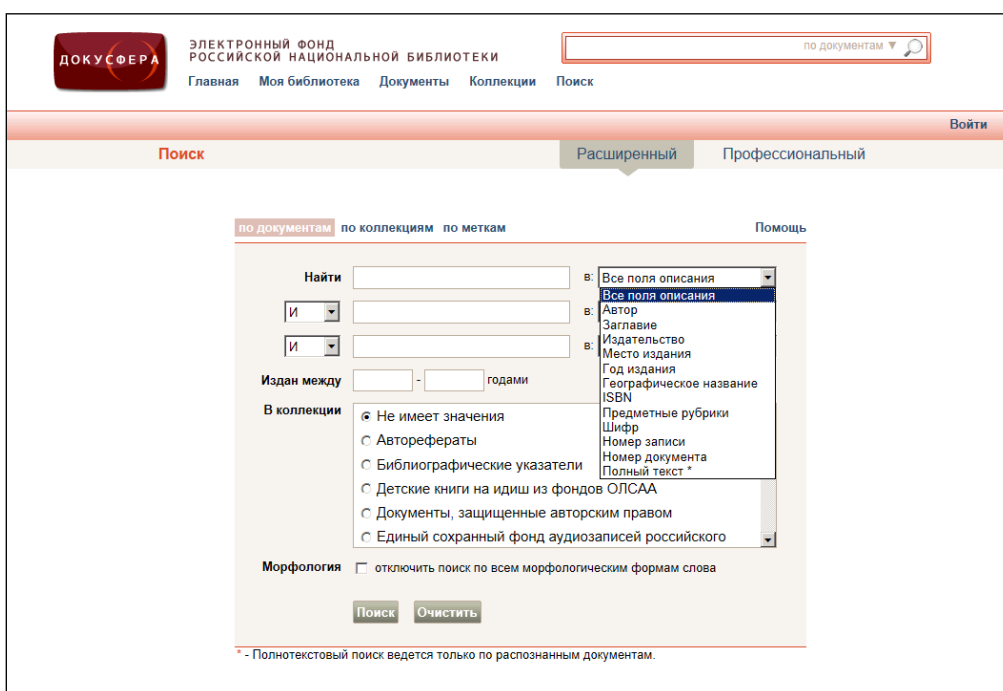 ДОКУСФЕРА
ЭЛЕКТРОННЫЙ ФОНД
РОССИЙСКОЙ НАЦИОНАЛЬНОЙ БИБЛИОТЕКИ
по документам ▼
Главная Моя библиотека Документы Коллекции Поиск
Войти
Поиск Расширенный Профессиональный
по документам по коллекциям по меткам Помощь
Найти в: Все поля описания
И в:
И в:
Все поля описания
Автор
Заглавие
Издательство
Место издания
Год издания
Географическое название
ISBN
Предметные рубрики
Шифр
Номер записи
Номер документа
Полный текст *
Издан между - годами
В коллекции
Не имеет значения
Авторефераты
Библиографические указатели
Детские книги на идиш из фондов ОЛСАА
Документы, защищенные авторским правом
Единый сохранный фонд аудиозаписей российского
Морфология отключить поиск по всем морфологическим формам слова
Поиск Очистить
* - Полнотекстовый поиск ведется только по распознанным документам.